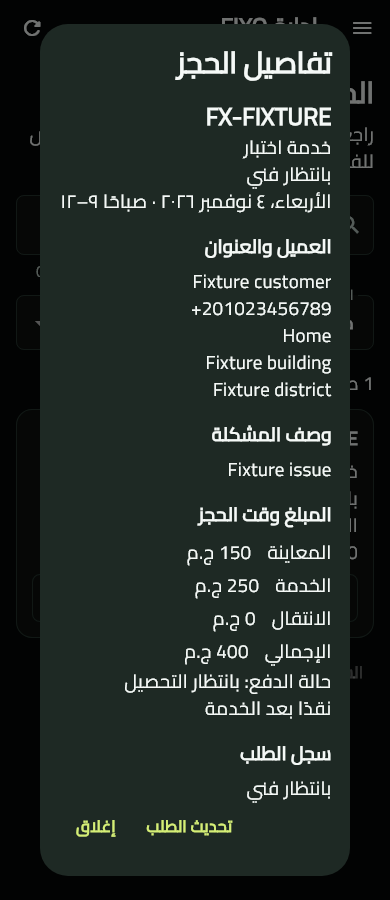 إدارة FIXO
تفاصيل الحجز
FX-FIXTURE
خدمة اختبار
بانتظار فني
الأربعاء، ٤ نوفمبر ٢٠٢٦ · صباحًا ٩–١٢
العميل والعنوان
Fixture customer
+201023456789
Home
Fixture building
Fixture district
وصف المشكلة
Fixture issue
المبلغ وقت الحجز
المعاينة 150 ج.م
الخدمة 250 ج.م
الانتقال 0 ج.م
الإجمالي 400 ج.م
حالة الدفع: بانتظار التحصيل
نقدًا بعد الخدمة
سجل الطلب
بانتظار فني
تحديث الطلب إغلاق